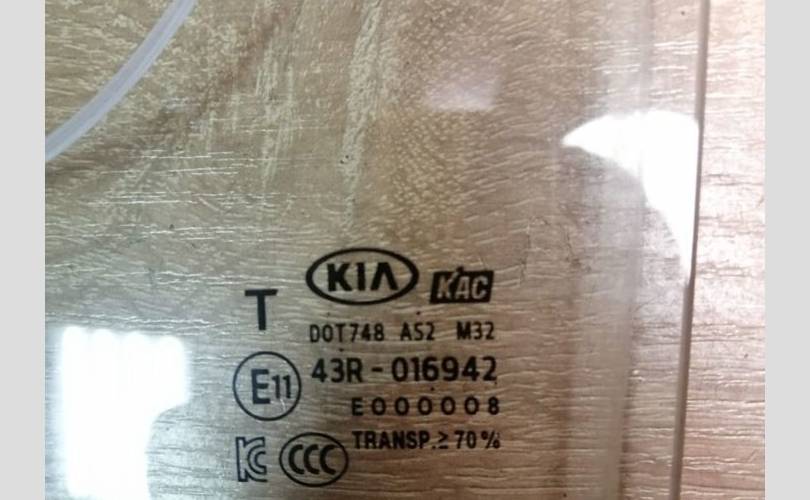 KIA KAC
T
DOT748 AS2 M32
E11 43R - 016942
E000008
KC CCC TRANSP. ≥ 70%